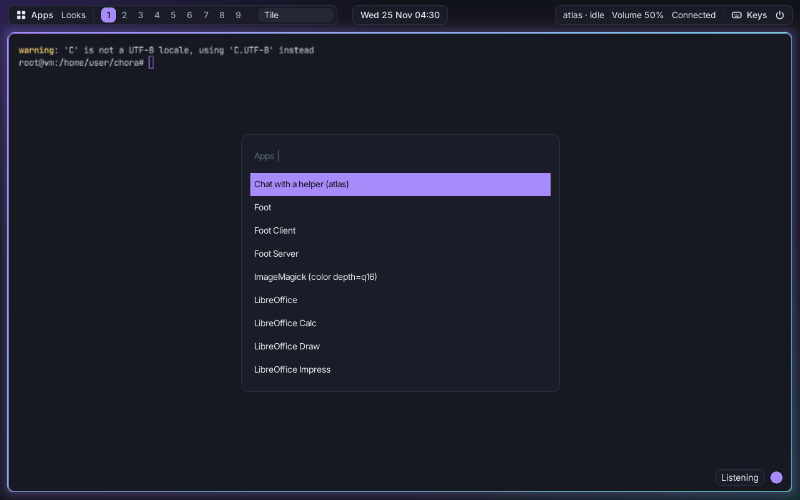 Apps Looks 1 2 3 4 5 6 7 8 9 Tile Wed 25 Nov 04:30 atlas · idle Volume 50% Connected Keys
warning: 'C' is not a UTF-8 locale, using 'C.UTF-8' instead
root@vm:/home/user/chora#
Apps
Chat with a helper (atlas)
Foot
Foot Client
Foot Server
ImageMagick (color depth=q16)
LibreOffice
LibreOffice Calc
LibreOffice Draw
LibreOffice Impress
Listening